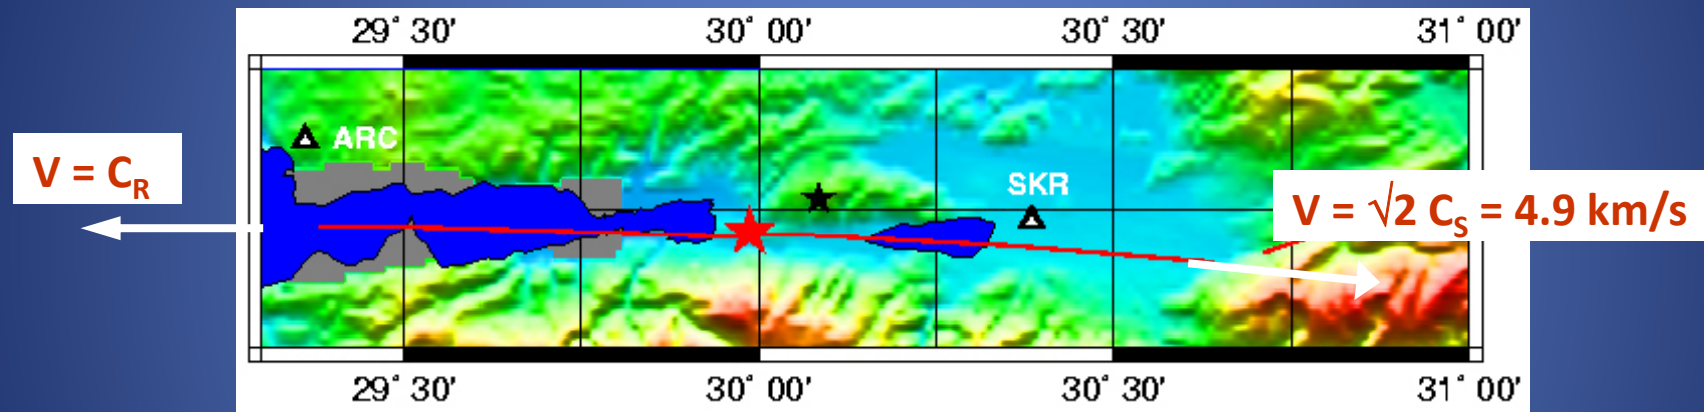 29° 30' 30° 00' 30° 30' 31° 00'
ARC
V = C_R
SKR
V = √2 C_S = 4.9 km/s
29° 30' 30° 00' 30° 30' 31° 00'